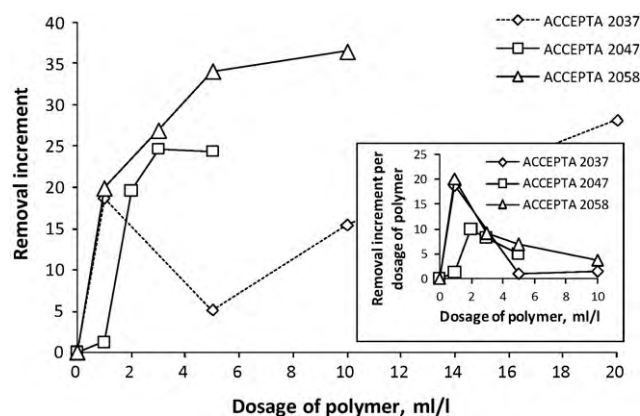 40
35
30
25
20
15
10
5
0
Removal increment
0 2 4 6 8 10 12 14 16 18 20
Dosage of polymer, ml/l
ACCEPTA 2037
ACCEPTA 2047
ACCEPTA 2058
25
20
15
10
5
0
Removal increment per
dosage of polymer
0 2 4 6 8 10
Dosage of polymer, ml/l
ACCEPTA 2037
ACCEPTA 2047
ACCEPTA 2058